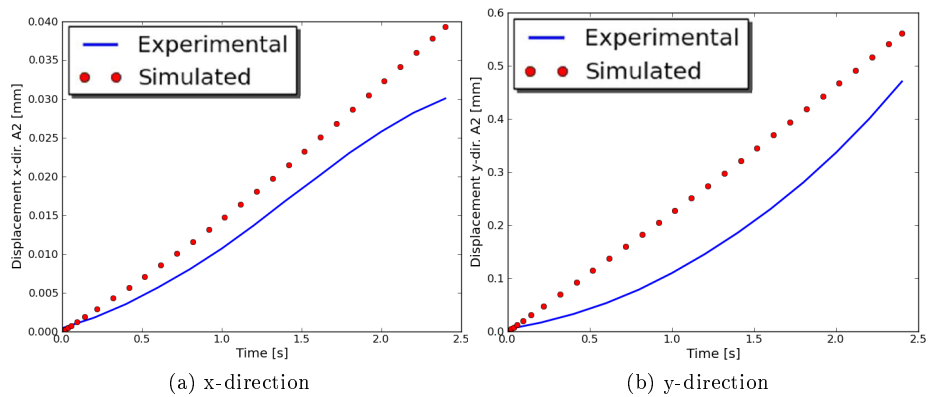 0.040
0.035
0.030
0.025
0.020
0.015
0.010
0.005
0.000
Displacement x-dir. A2 [mm]
Experimental
Simulated
0.0 0.5 1.0 1.5 2.0 2.5
Time [s]
(a) x-direction
0.6
0.5
0.4
0.3
0.2
0.1
0.0
Displacement y-dir. A2 [mm]
Experimental
Simulated
0.0 0.5 1.0 1.5 2.0 2.5
Time [s]
(b) y-direction